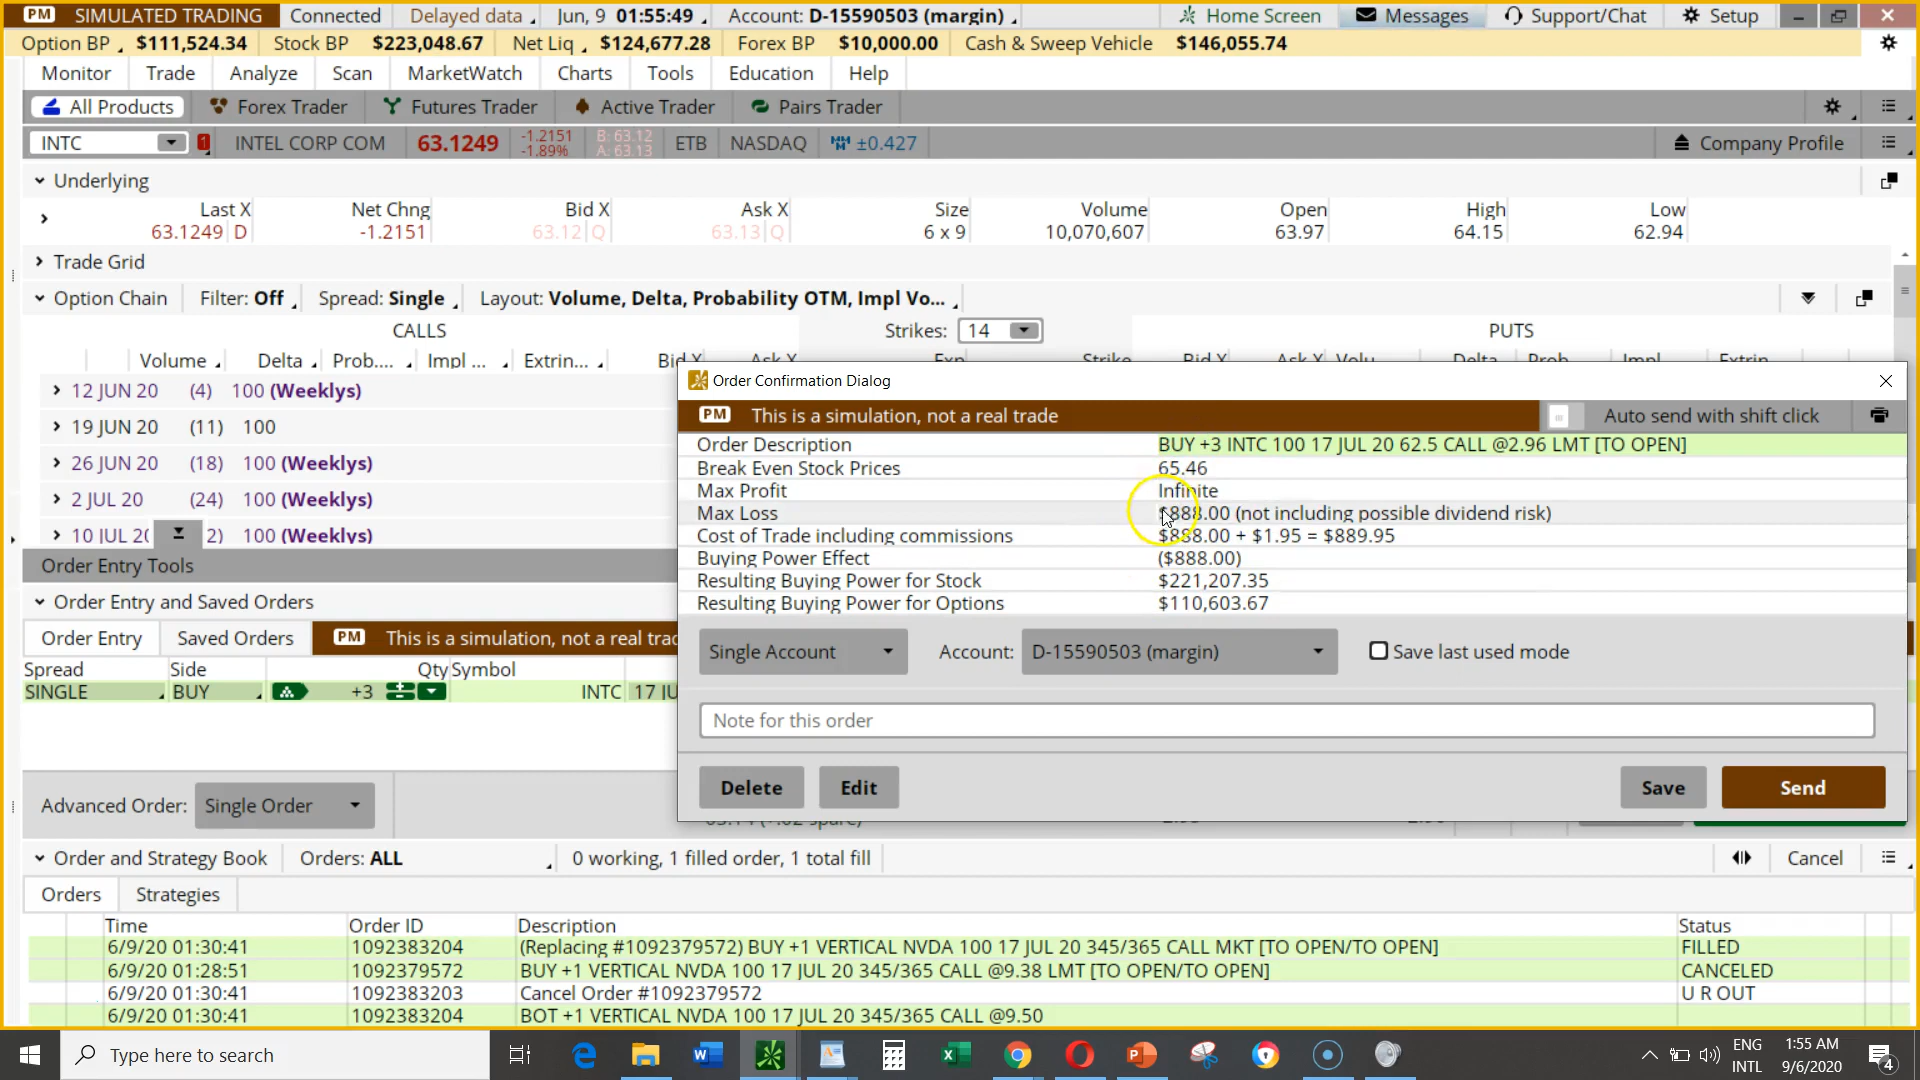 PM SIMULATED TRADING Connected Delayed data Jun, 9 01:55:49 Account: D-15590503 (margin) Home Screen Messages Support/Chat Setup
Option BP $111,524.34 Stock BP $223,048.67 Net Liq $124,677.28 Forex BP $10,000.00 Cash & Sweep Vehicle $146,055.74
Monitor Trade Analyze Scan MarketWatch Charts Tools Education Help
All Products Forex Trader Futures Trader Active Trader Pairs Trader
INTC 1 INTEL CORP COM 63.1249 -1.2151 B: 63.12 ETB NASDAQ ±0.427 Company Profile
-1.89% A: 63.13
Underlying
Last X Net Chng Bid X Ask X Size Volume Open High Low
63.1249 D -1.2151 63.12 Q 63.13 Q 6 x 9 10,070,607 63.97 64.15 62.94
Trade Grid
Option Chain Filter: Off Spread: Single Layout: Volume, Delta, Probability OTM, Impl Vo...
CALLS Strikes: 14 PUTS
Volume Delta Prob.... Impl ... Extrin... Bid X Ask X Exp Strike Bid X Ask X Volu Delta Prob Impl Extrin
12 JUN 20 (4) 100 (Weeklys)
19 JUN 20 (11) 100
26 JUN 20 (18) 100 (Weeklys)
2 JUL 20 (24) 100 (Weeklys)
10 JUL 2) 100 (Weeklys)
Order Confirmation Dialog
PM This is a simulation, not a real trade Auto send with shift click
Order Description BUY +3 INTC 100 17 JUL 20 62.5 CALL @2.96 LMT [TO OPEN]
Break Even Stock Prices 65.46
Max Profit Infinite
Max Loss $888.00 (not including possible dividend risk)
Cost of Trade including commissions $888.00 + $1.95 = $889.95
Buying Power Effect ($888.00)
Resulting Buying Power for Stock $221,207.35
Resulting Buying Power for Options $110,603.67
Single Account Account: D-15590503 (margin) Save last used mode
Note for this order
Delete Edit Save Send
Order Entry Tools
Order Entry and Saved Orders
Order Entry Saved Orders PM This is a simulation, not a real trad
Spread Side Qty Symbol
SINGLE BUY +3 INTC 17 JU
Advanced Order: Single Order
Order and Strategy Book Orders: ALL 0 working, 1 filled order, 1 total fill Cancel
Orders Strategies
Time Order ID Description Status
6/9/20 01:30:41 1092383204 (Replacing #1092379572) BUY +1 VERTICAL NVDA 100 17 JUL 20 345/365 CALL MKT [TO OPEN/TO OPEN] FILLED
6/9/20 01:28:51 1092379572 BUY +1 VERTICAL NVDA 100 17 JUL 20 345/365 CALL @9.38 LMT [TO OPEN/TO OPEN] CANCELED
6/9/20 01:30:41 1092383203 Cancel Order #1092379572 U R OUT
6/9/20 01:30:41 1092383204 BOT +1 VERTICAL NVDA 100 17 JUL 20 345/365 CALL @9.50
Type here to search ENG 1:55 AM
INTL 9/6/2020 4